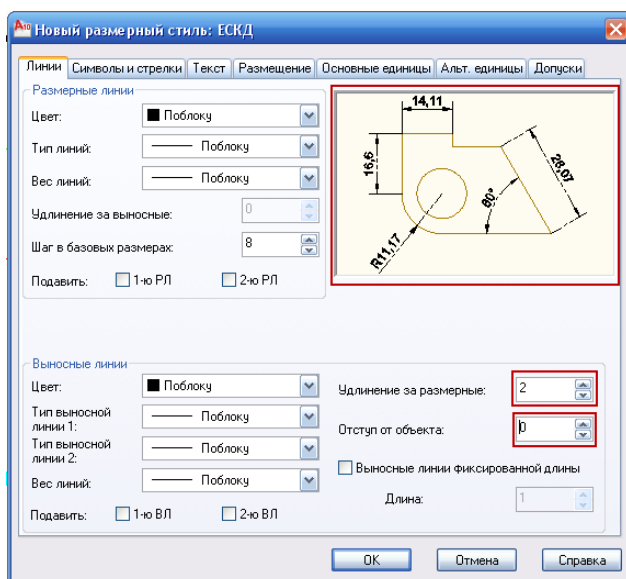 A10 Новый размерный стиль: ЕСКД
Линии Символы и стрелки Текст Размещение Основные единицы Альт. единицы Допуски
Размерные линии
Цвет: Поблоку
Тип линий: Поблоку
Вес линий: Поблоку
Удлинение за выносные: 0
Шаг в базовых размерах: 8
Подавить: 1-ю РЛ 2-ю РЛ
14,11
16,6
28,07
60°
R11,17
Выносные линии
Цвет: Поблоку
Тип выносной линии 1: Поблоку
Тип выносной линии 2: Поблоку
Вес линий: Поблоку
Подавить: 1-ю ВЛ 2-ю ВЛ
Удлинение за размерные: 2
Отступ от объекта: 0
Выносные линии фиксированной длины
Длина: 1
OK Отмена Справка